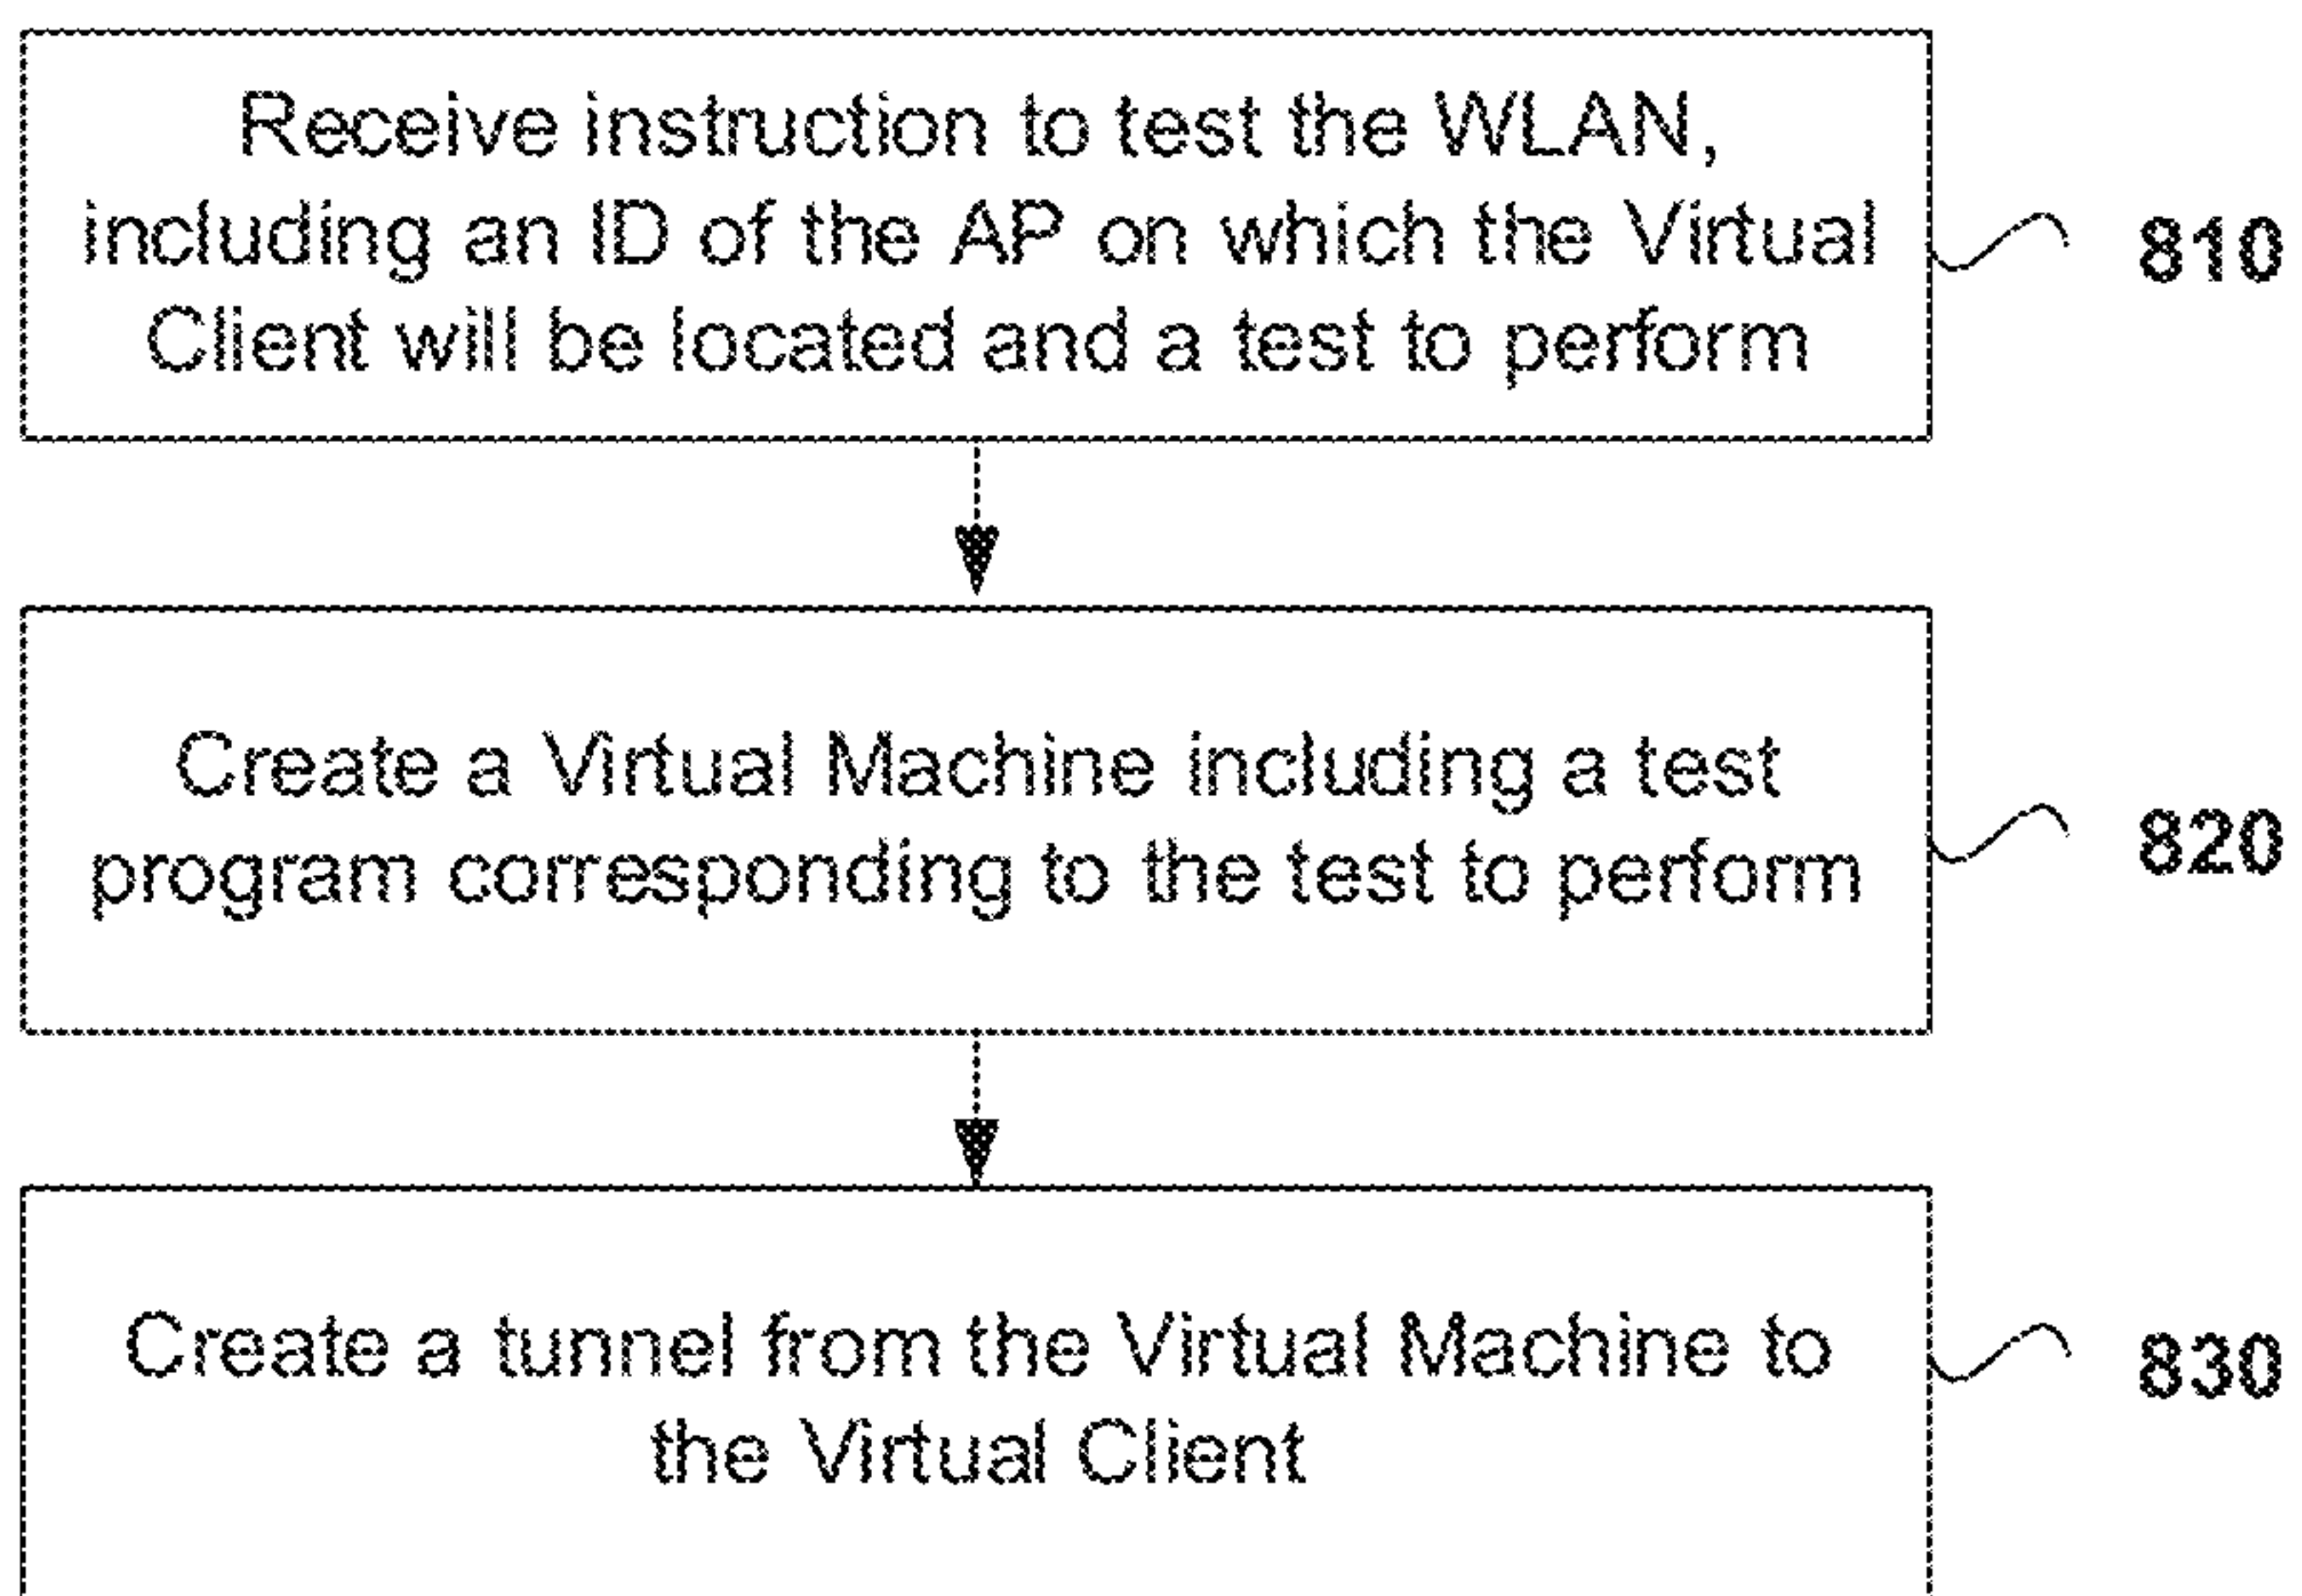 Receive instruction to test the WLAN,
including an ID of the AP on which the Virtual
Client will be located and a test to perform
810
Create a Virtual Machine including a test
program corresponding to the test to perform
820
Create a tunnel from the Virtual Machine to
the Virtual Client
830